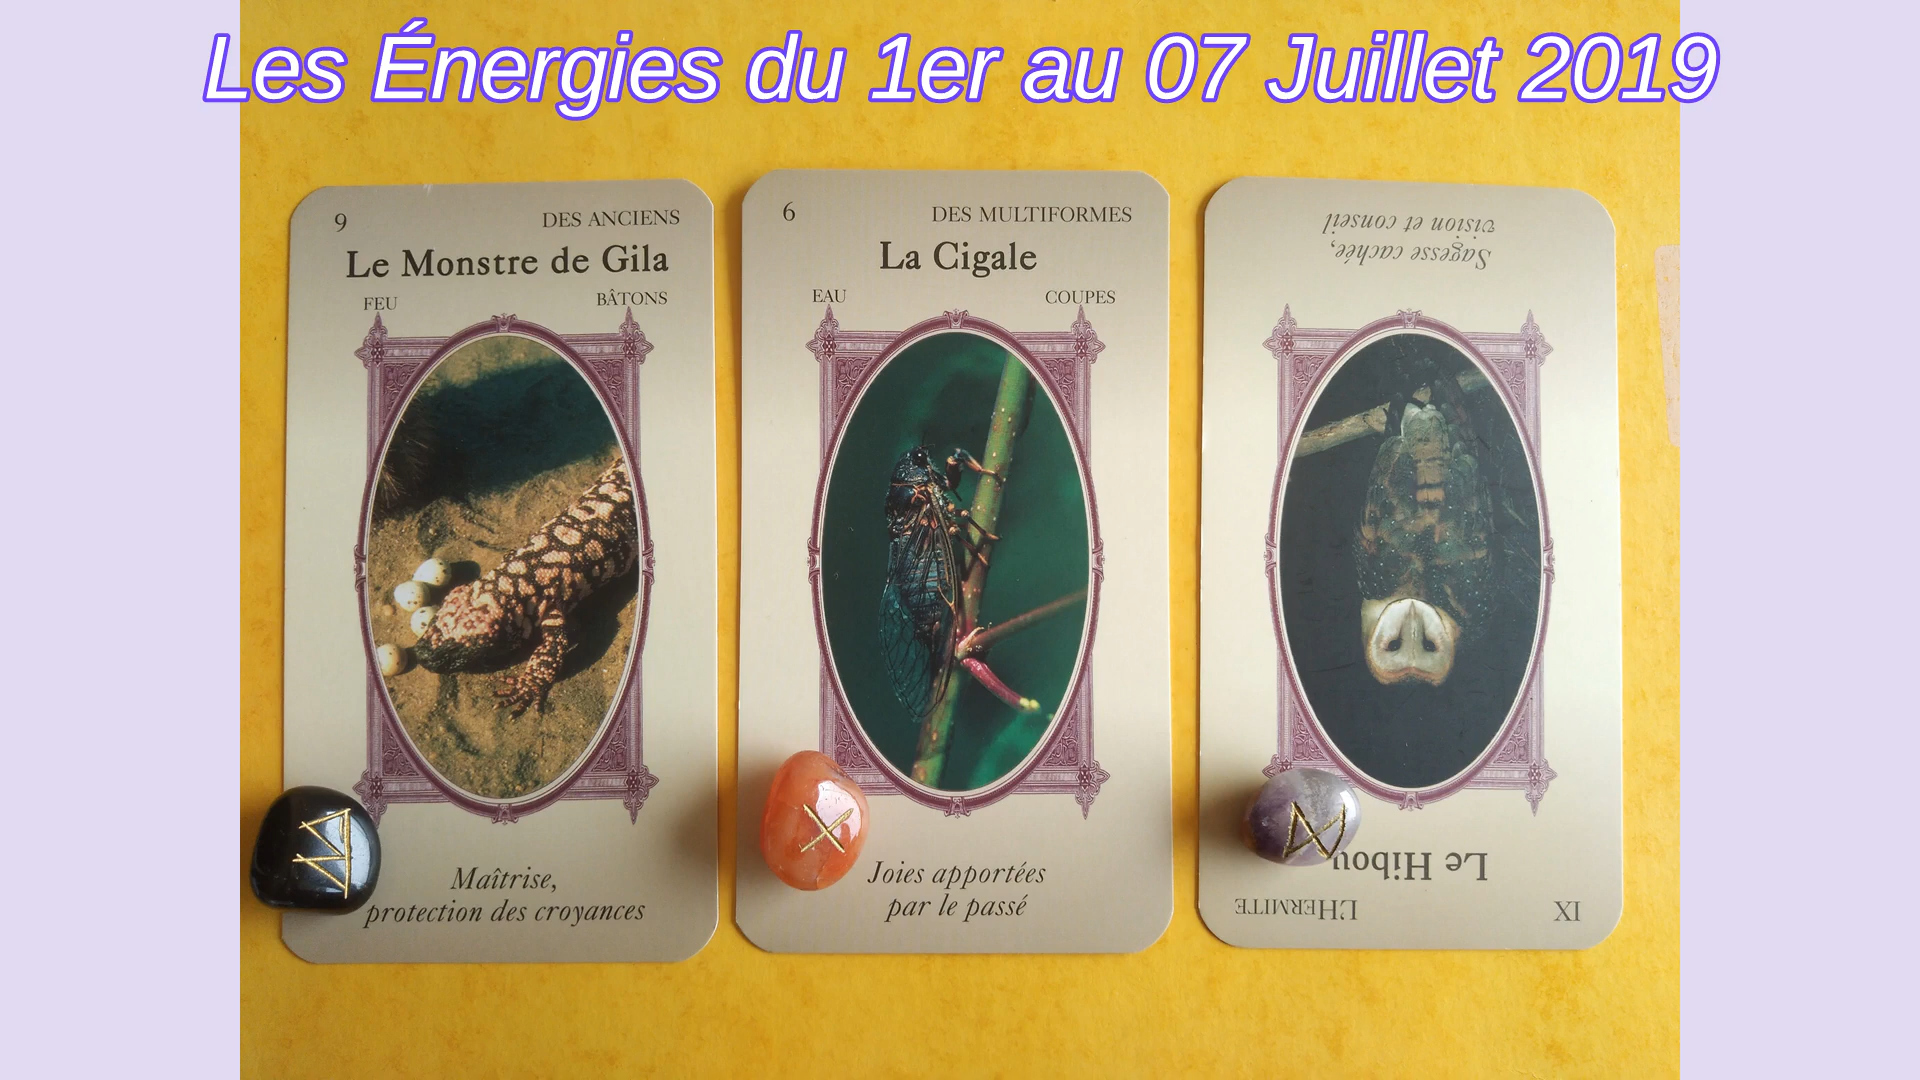 Les Énergies du 1er au 07 Juillet 2019
9 DES ANCIENS
Le Monstre de Gila
FEU BÂTONS
Maîtrise,
protection des croyances
6 DES MULTIFORMES
La Cigale
EAU COUPES
Joies apportées
par le passé
IX L'HERMITE
Le Hibou
Sagesse cachée,
vision et conseil